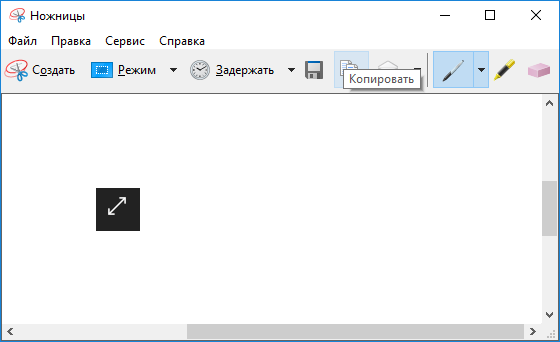 Ножницы
Файл Правка Сервис Справка
Создать Режим Задержать
Копировать